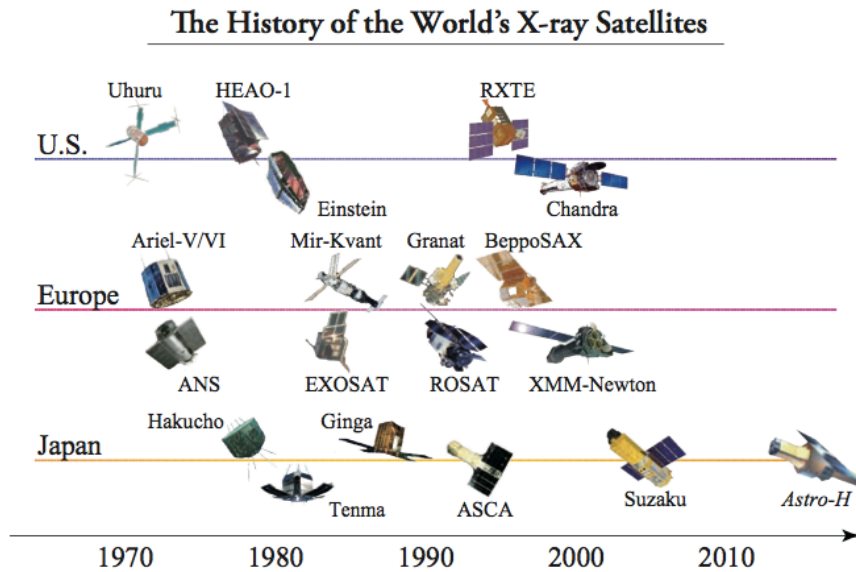 The History of the World's X-ray Satellites
Uhuru HEAO-1 RXTE
U.S.
Einstein Chandra
Ariel-V/VI Mir-Kvant Granat BeppoSAX
Europe
ANS EXOSAT ROSAT XMM-Newton
Hakucho Ginga
Japan
Tenma ASCA Suzaku Astro-H
1970 1980 1990 2000 2010